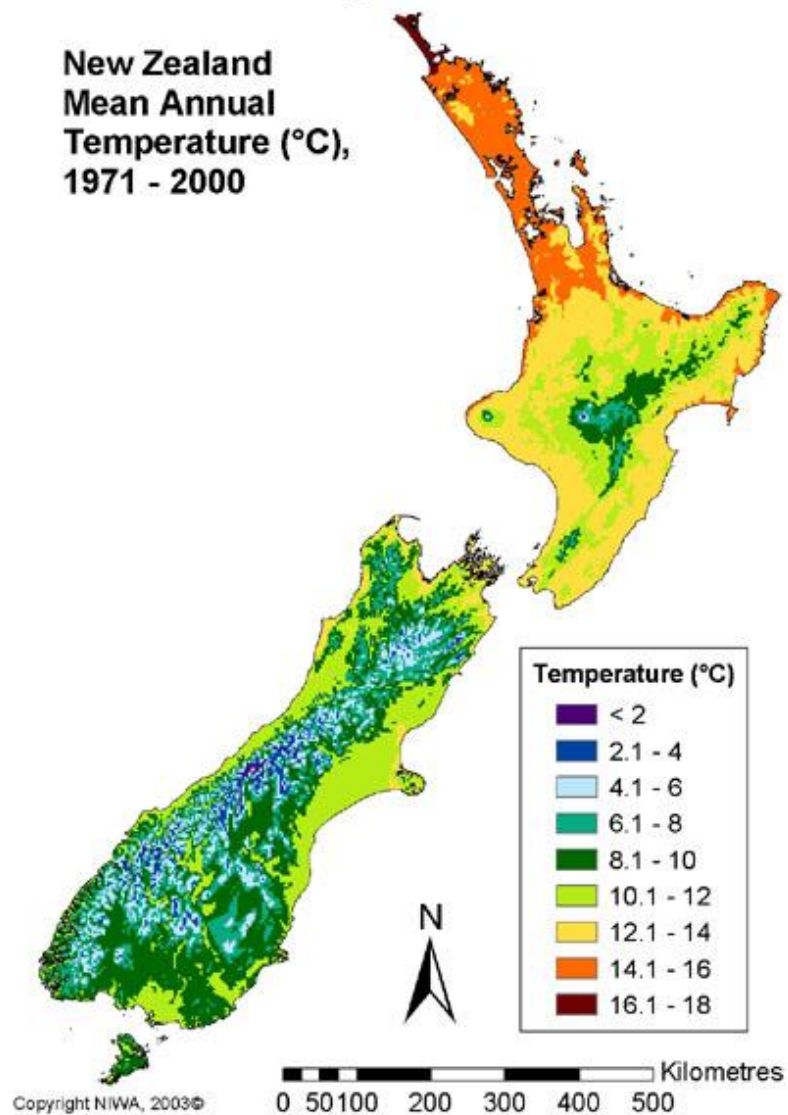 New Zealand
Mean Annual
Temperature (°C),
1971 - 2000
Temperature (°C)
< 2
2.1 - 4
4.1 - 6
6.1 - 8
8.1 - 10
10.1 - 12
12.1 - 14
14.1 - 16
16.1 - 18
N
Kilometres
0 50 100 200 300 400 500
Copyright NIWA, 2003©